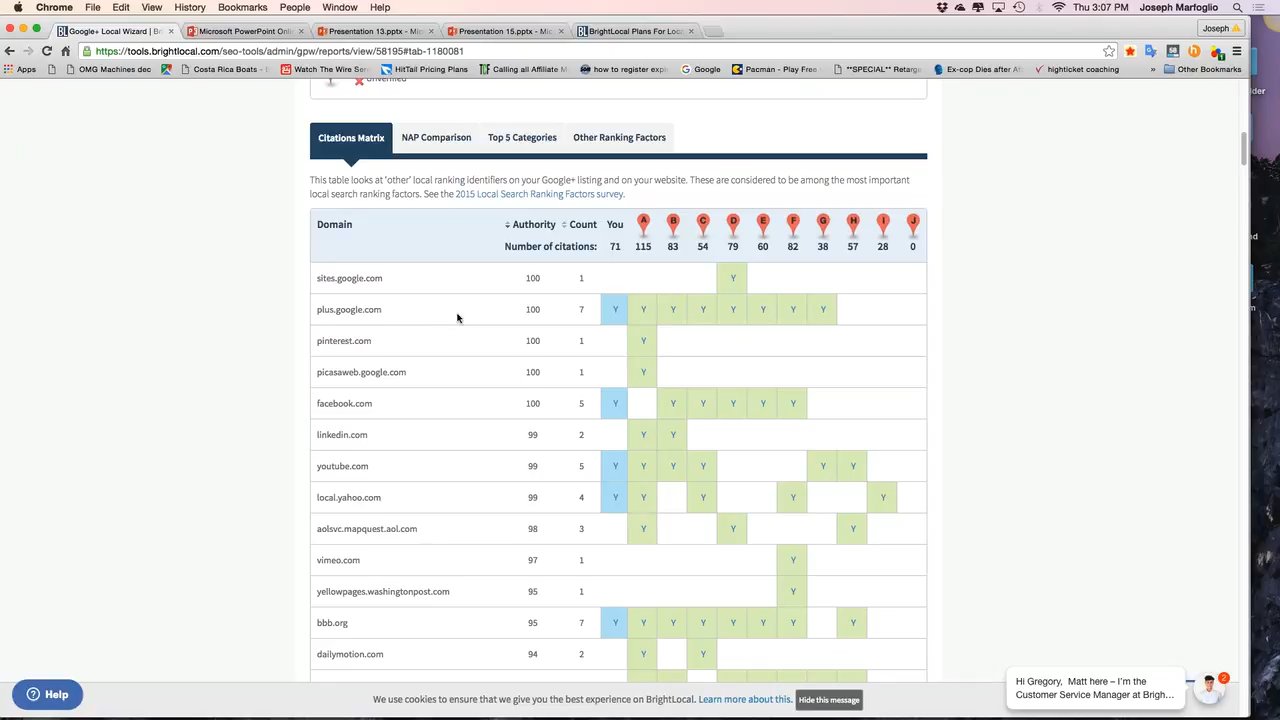 Chrome File Edit View History Bookmarks People Window Help Thu 3:07 PM Joseph Marfoglio
Google+ Local Wizard | Bri Microsoft PowerPoint Onlin Presentation 13.pptx - Mic Presentation 15.pptx - Mic BrightLocal Plans For Loca Joseph
https://tools.brightlocal.com/seo-tools/admin/gpw/reports/view/58195#tab-1180081
Apps OMG Machines dec Costa Rica Boats - Watch The Wire Ser HitTail Pricing Plans Calling all Affiliate M how to register expi Google Pacman - Play Free **SPECIAL** Retarge Ex-cop Dies after A highticket coaching » Other Bookmarks
Unverified
Citations Matrix NAP Comparison Top 5 Categories Other Ranking Factors
This table looks at 'other' local ranking identifiers on your Google+ listing and on your website. These are considered to be among the most important
local search ranking factors. See the 2015 Local Search Ranking Factors survey.
Domain Authority Count You A B C D E F G H I J
Number of citations: 71 115 83 54 79 60 82 38 57 28 0
sites.google.com 100 1 Y
plus.google.com 100 7 Y Y Y Y Y Y Y Y
pinterest.com 100 1 Y
picasaweb.google.com 100 1 Y
facebook.com 100 5 Y Y Y Y Y Y
linkedin.com 99 2 Y Y
youtube.com 99 5 Y Y Y Y Y Y
local.yahoo.com 99 4 Y Y Y Y Y
aolsvc.mapquest.aol.com 98 3 Y Y Y
vimeo.com 97 1 Y
yellowpages.washingtonpost.com 95 1 Y
bbb.org 95 7 Y Y Y Y Y Y Y Y
dailymotion.com 94 2 Y Y
? Help
We use cookies to ensure that we give you the best experience on BrightLocal. Learn more about this. Hide this message
Hi Gregory, Matt here – I'm the
Customer Service Manager at Brigh...
2